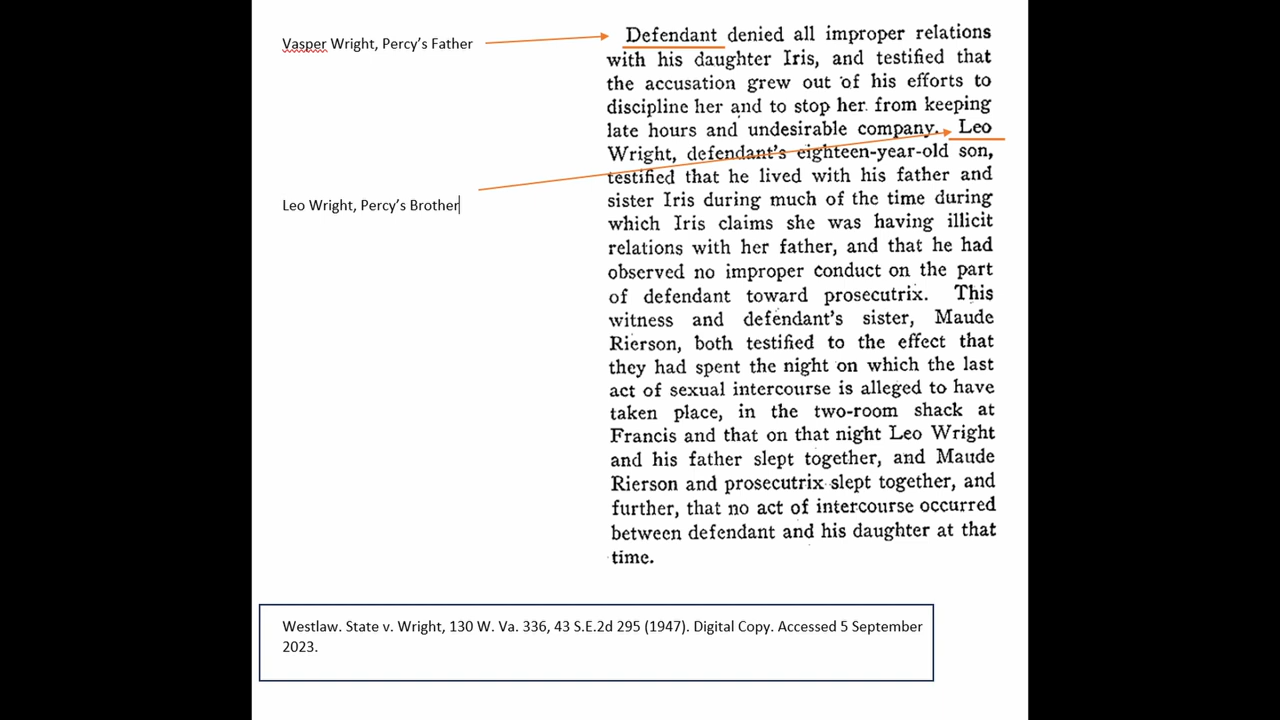 Vasper Wright, Percy's Father
Leo Wright, Percy's Brother
Defendant denied all improper relations
with his daughter Iris, and testified that
the accusation grew out of his efforts to
discipline her and to stop her from keeping
late hours and undesirable company. Leo
Wright, defendant's eighteen-year-old son,
testified that he lived with his father and
sister Iris during much of the time during
which Iris claims she was having illicit
relations with her father, and that he had
observed no improper conduct on the part
of defendant toward prosecutrix. This
witness and defendant's sister, Maude
Rierson, both testified to the effect that
they had spent the night on which the last
act of sexual intercourse is alleged to have
taken place, in the two-room shack at
Francis and that on that night Leo Wright
and his father slept together, and Maude
Rierson and prosecutrix slept together, and
further, that no act of intercourse occurred
between defendant and his daughter at that
time.
Westlaw. State v. Wright, 130 W. Va. 336, 43 S.E.2d 295 (1947). Digital Copy. Accessed 5 September
2023.